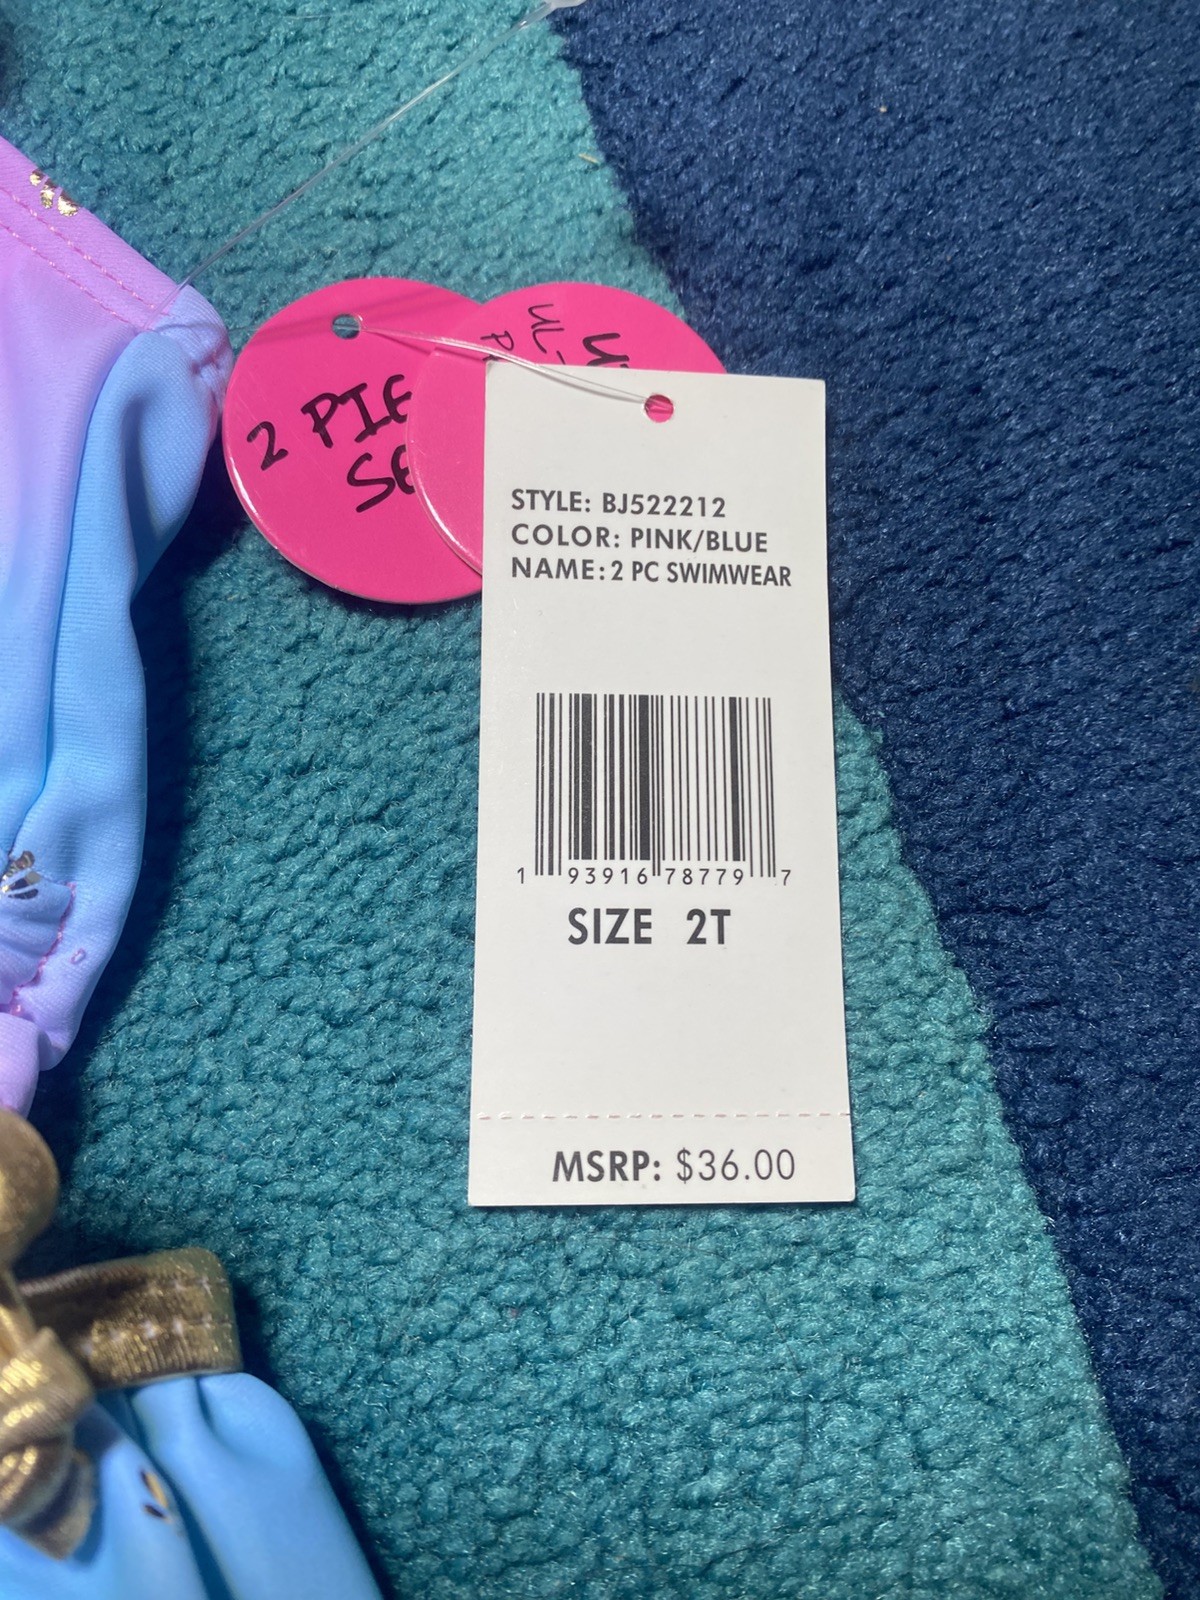 2 PIE
SE
UL-
STYLE: BJ522212
COLOR: PINK/BLUE
NAME: 2 PC SWIMWEAR
1 93916 78779 7
SIZE 2T
MSRP: $36.00